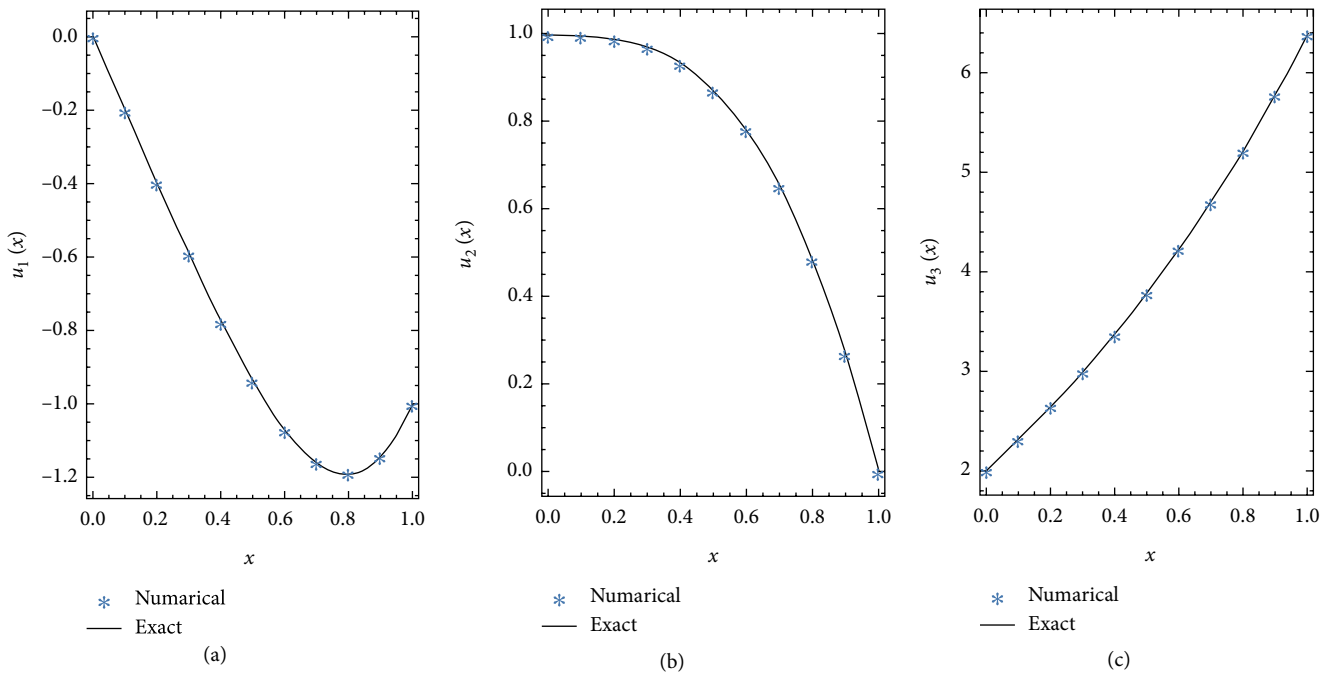 0.0
−0.2
−0.4
−0.6
−0.8
−1.0
−1.2
u1 (x)
0.0 0.2 0.4 0.6 0.8 1.0
x
Numarical
Exact
(a)
1.0
0.8
0.6
0.4
0.2
0.0
u2 (x)
0.0 0.2 0.4 0.6 0.8 1.0
x
Numarical
Exact
(b)
6
5
4
3
2
u3 (x)
0.0 0.2 0.4 0.6 0.8 1.0
x
Numarical
Exact
(c)